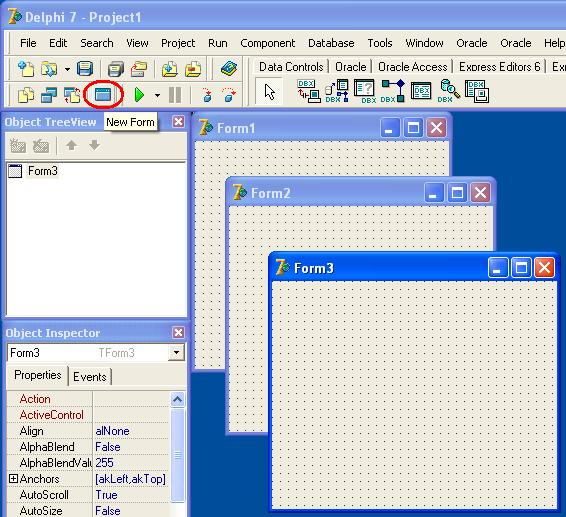 Delphi 7 - Project1
File Edit Search View Project Run Component Database Tools Window Oracle Oracle Help
Data Controls Oracle Oracle Access Express Editors 6
New Form
Object TreeView
Form3
Form1
Form2
Form3
Object Inspector
Form3 TForm3
Properties Events
Action
ActiveControl
Align alNone
AlphaBlend False
AlphaBlendValu 255
Anchors [akLeft,akTop]
AutoScroll True
AutoSize False